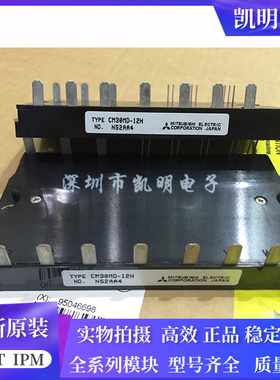 凯明
TYPE CM30MD-12H
NO. N52AA4
MITSUBISHI ELECTRIC
CORPORATION JAPAN
深圳市凯明电子
TYPE CM30MD-12H
NO. N52AA4
MITSUBISHI ELECTRIC
CORPORATION JAPAN
95046698
新原装
实物拍摄 高效 正品 稳定
T IPM
全系列模块 型号齐全 质